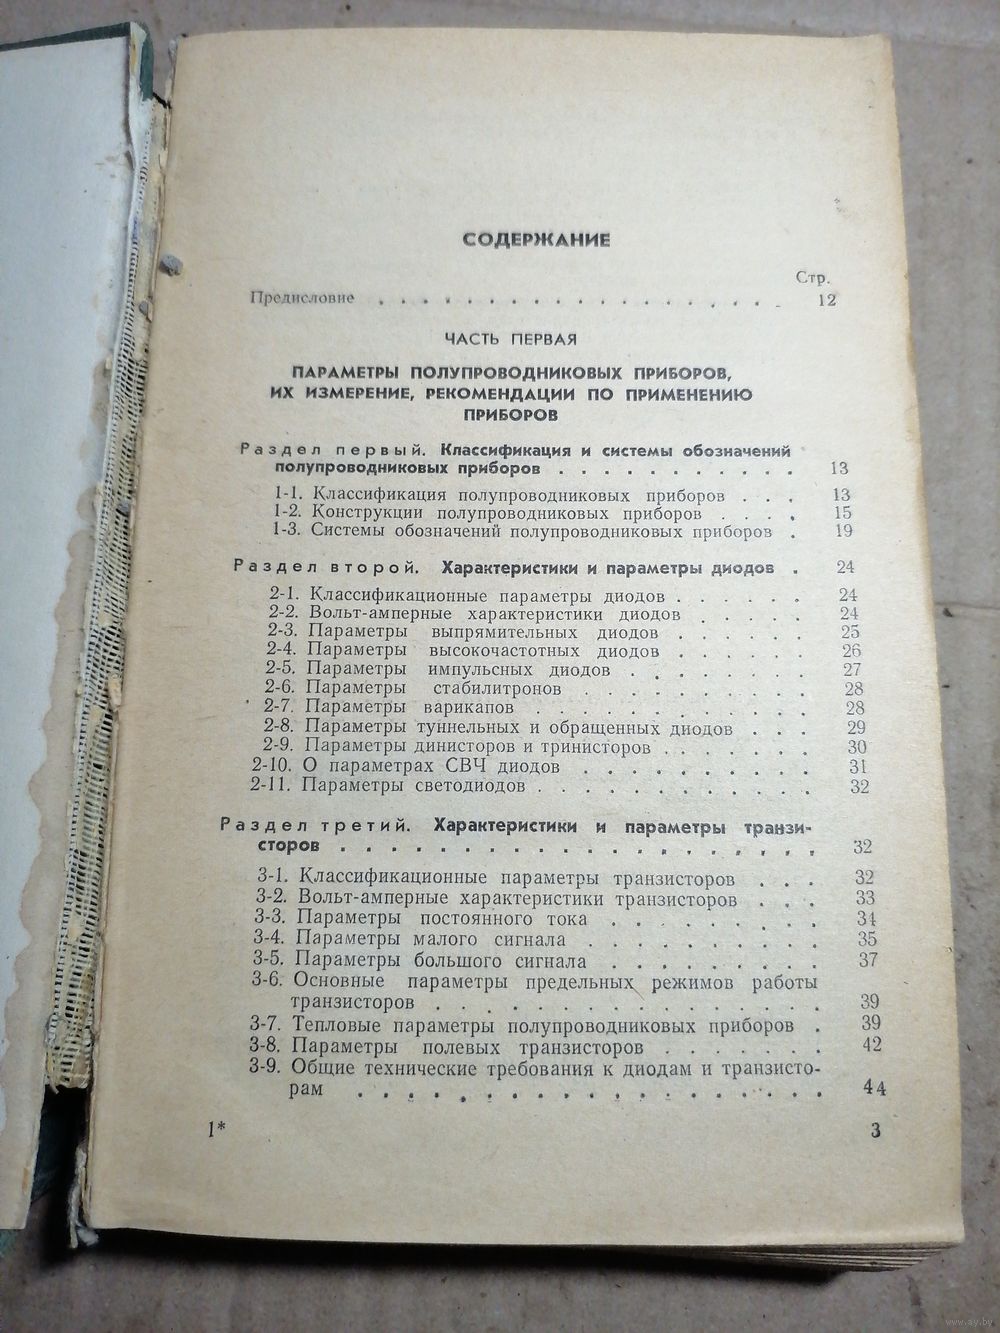 СОДЕРЖАНИЕ
Стр.
Предисловие . . . . . . . . . . . . . . . . . . . 12
ЧАСТЬ ПЕРВАЯ
ПАРАМЕТРЫ ПОЛУПРОВОДНИКОВЫХ ПРИБОРОВ,
ИХ ИЗМЕРЕНИЕ, РЕКОМЕНДАЦИИ ПО ПРИМЕНЕНИЮ
ПРИБОРОВ
Раздел первый. Классификация и системы обозначений
полупроводниковых приборов . . . . . . . . . . . 13
1-1. Классификация полупроводниковых приборов . . . 13
1-2. Конструкции полупроводниковых приборов . . . . 15
1-3. Системы обозначений полупроводниковых приборов . 19
Раздел второй. Характеристики и параметры диодов . 24
2-1. Классификационные параметры диодов . . . . . . 24
2-2. Вольт-амперные характеристики диодов . . . . . 24
2-3. Параметры выпрямительных диодов . . . . . . 25
2-4. Параметры высокочастотных диодов . . . . . . 26
2-5. Параметры импульсных диодов . . . . . . . . 27
2-6. Параметры стабилитронов . . . . . . . . . . 28
2-7. Параметры варикапов . . . . . . . . . . . . 28
2-8. Параметры туннельных и обращенных диодов . . . 29
2-9. Параметры динисторов и тринисторов . . . . . . . 30
2-10. О параметрах СВЧ диодов . . . . . . . . . . 31
2-11. Параметры светодиодов . . . . . . . . . . . . 32
Раздел третий. Характеристики и параметры транзи-
сторов . . . . . . . . . . . . . . . . . . . . . 32
3-1. Классификационные параметры транзисторов . . . 32
3-2. Вольт-амперные характеристики транзисторов . . . 33
3-3. Параметры постоянного тока . . . . . . . . . 34
3-4. Параметры малого сигнала . . . . . . . . . . 35
3-5. Параметры большого сигнала . . . . . . . . . 37
3-6. Основные параметры предельных режимов работы
транзисторов . . . . . . . . . . . . . . . . 39
3-7. Тепловые параметры полупроводниковых приборов . 39
3-8. Параметры полевых транзисторов . . . . . . . 42
3-9. Общие технические требования к диодам и транзисто-
рам . . . . . . . . . . . . . . . . . . . 44
1* 3
www.ay.by